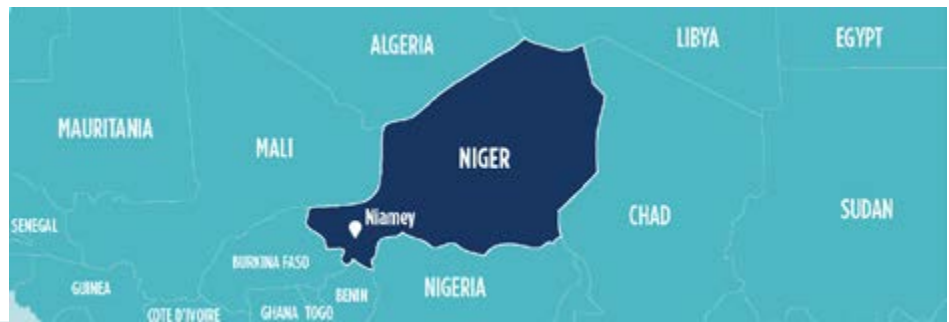 ALGERIA
LIBYA
EGYPT
MAURITANIA
MALI
NIGER
CHAD
SUDAN
Niamey
SENEGAL
BURKINA FASO
GUINEA
BENIN
NIGERIA
COTE D'IVOIRE
GHANA TOGO